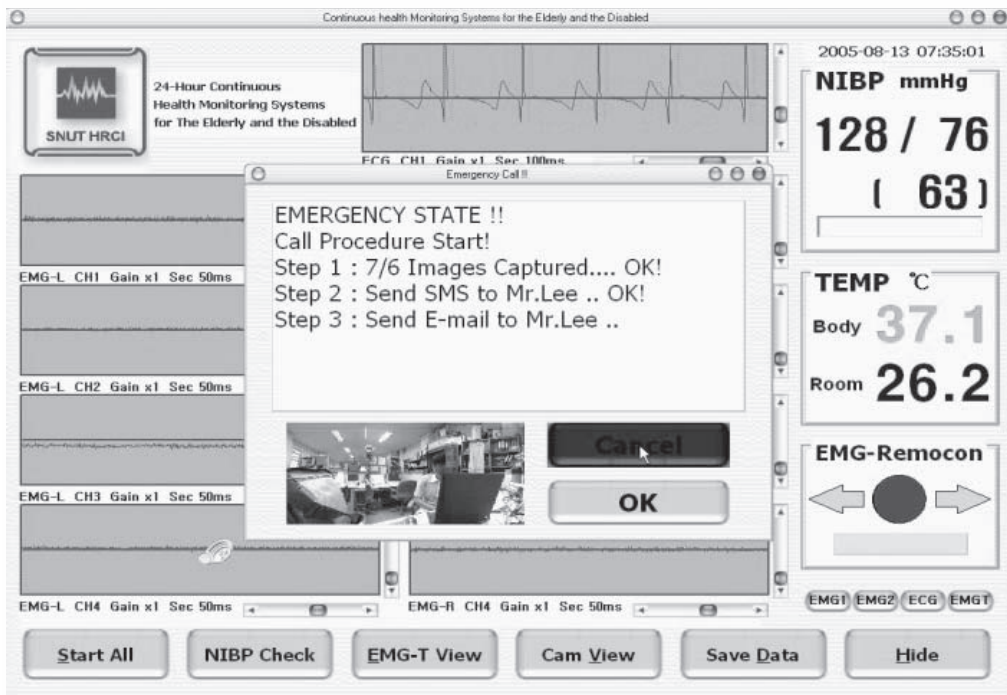 Continuous health Monitoring Systems for the Elderly and the Disabled
SNUT HRCI
24-Hour Continuous
Health Monitoring Systems
for The Elderly and the Disabled
ECG CH1 Gain x1 Sec 100ms
2005-08-13 07:35:01
NIBP mmHg
128 / 76
( 63 )
Emergency Call !!
EMERGENCY STATE !!
Call Procedure Start!
Step 1 : 7/6 Images Captured.... OK!
Step 2 : Send SMS to Mr.Lee .. OK!
Step 3 : Send E-mail to Mr.Lee ..
Cancel
OK
EMG-L CH1 Gain x1 Sec 50ms
EMG-L CH2 Gain x1 Sec 50ms
EMG-L CH3 Gain x1 Sec 50ms
EMG-L CH4 Gain x1 Sec 50ms
EMG-R CH4 Gain x1 Sec 50ms
TEMP ℃
Body 37.1
Room 26.2
EMG-Remocon
EMG1 EMG2 ECG EMGT
Start All
NIBP Check
EMG-T View
Cam View
Save Data
Hide